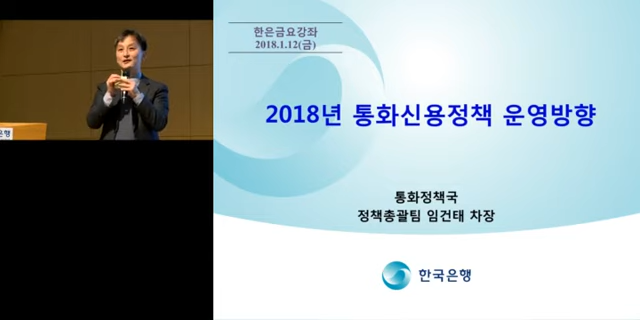 한은금요강좌
2018.1.12(금)
2018년 통화신용정책 운영방향
통화정책국
정책총괄팀 임건태 차장
한국은행
은행